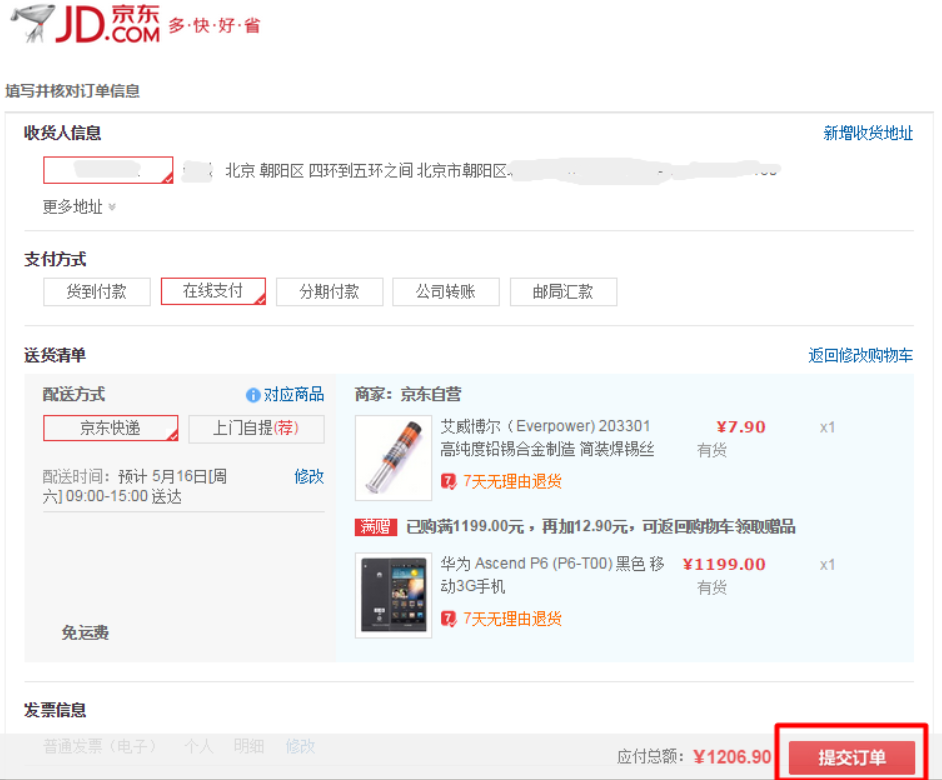 JD.COM 京东 多·快·好·省
填写并核对订单信息
收货人信息 新增收货地址
北京 朝阳区 四环到五环之间 北京市朝阳区
更多地址
支付方式
货到付款 在线支付 分期付款 公司转账 邮局汇款
送货清单 返回修改购物车
配送方式 对应商品 商家：京东自营
京东快递 上门自提(荐)
艾威博尔（Everpower) 203301 ¥7.90 x1
高纯度铅锡合金制造 简装焊锡丝 有货
配送时间：预计 5月16日[周 修改
六] 09:00-15:00 送达
7天无理由退货
满赠 已购满1199.00元 ，再加12.90元，可返回购物车领取赠品
华为 Ascend P6 (P6-T00) 黑色 移 ¥1199.00 x1
动3G手机 有货
7天无理由退货
免运费
发票信息
普通发票（电子） 个人 明细 修改
应付总额：¥1206.90 提交订单